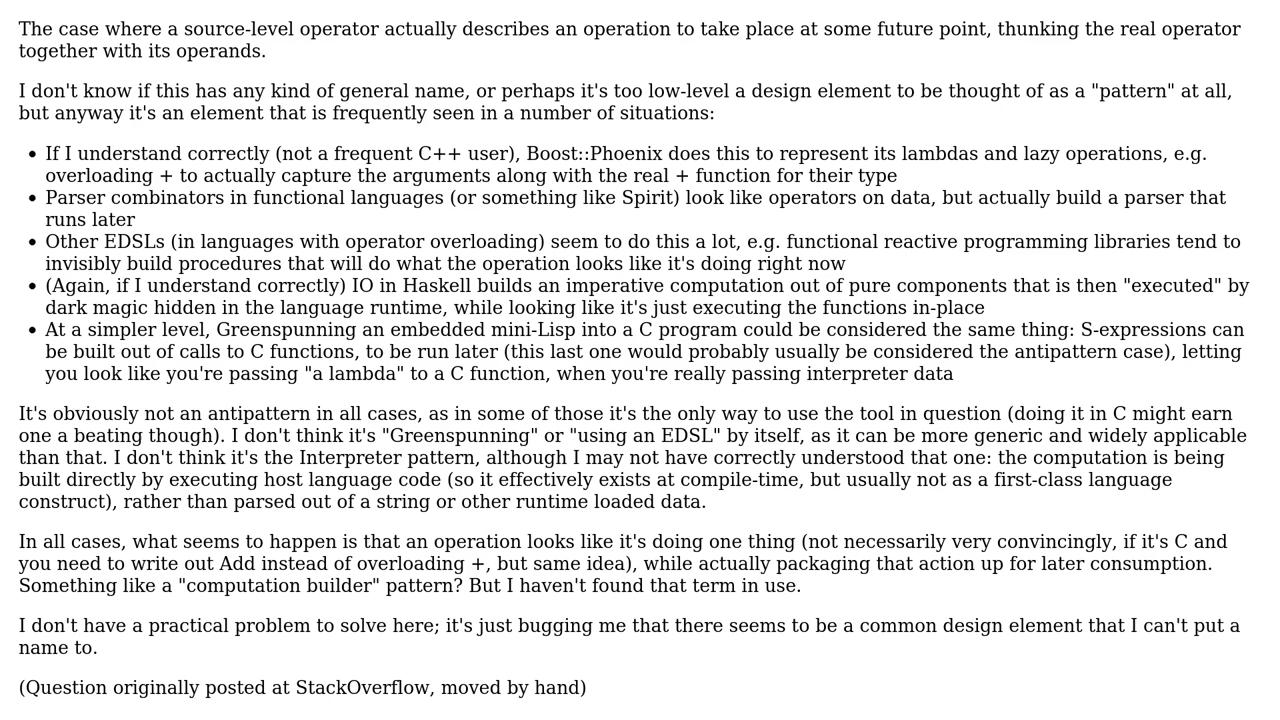 The case where a source-level operator actually describes an operation to take place at some future point, thunking the real operator
together with its operands.
I don't know if this has any kind of general name, or perhaps it's too low-level a design element to be thought of as a "pattern" at all,
but anyway it's an element that is frequently seen in a number of situations:
• If I understand correctly (not a frequent C++ user), Boost::Phoenix does this to represent its lambdas and lazy operations, e.g.
overloading + to actually capture the arguments along with the real + function for their type
• Parser combinators in functional languages (or something like Spirit) look like operators on data, but actually build a parser that
runs later
• Other EDSLs (in languages with operator overloading) seem to do this a lot, e.g. functional reactive programming libraries tend to
invisibly build procedures that will do what the operation looks like it's doing right now
• (Again, if I understand correctly) IO in Haskell builds an imperative computation out of pure components that is then "executed" by
dark magic hidden in the language runtime, while looking like it's just executing the functions in-place
• At a simpler level, Greenspunning an embedded mini-Lisp into a C program could be considered the same thing: S-expressions can
be built out of calls to C functions, to be run later (this last one would probably usually be considered the antipattern case), letting
you look like you're passing "a lambda" to a C function, when you're really passing interpreter data
It's obviously not an antipattern in all cases, as in some of those it's the only way to use the tool in question (doing it in C might earn
one a beating though). I don't think it's "Greenspunning" or "using an EDSL" by itself, as it can be more generic and widely applicable
than that. I don't think it's the Interpreter pattern, although I may not have correctly understood that one: the computation is being
built directly by executing host language code (so it effectively exists at compile-time, but usually not as a first-class language
construct), rather than parsed out of a string or other runtime loaded data.
In all cases, what seems to happen is that an operation looks like it's doing one thing (not necessarily very convincingly, if it's C and
you need to write out Add instead of overloading +, but same idea), while actually packaging that action up for later consumption.
Something like a "computation builder" pattern? But I haven't found that term in use.
I don't have a practical problem to solve here; it's just bugging me that there seems to be a common design element that I can't put a
name to.
(Question originally posted at StackOverflow, moved by hand)